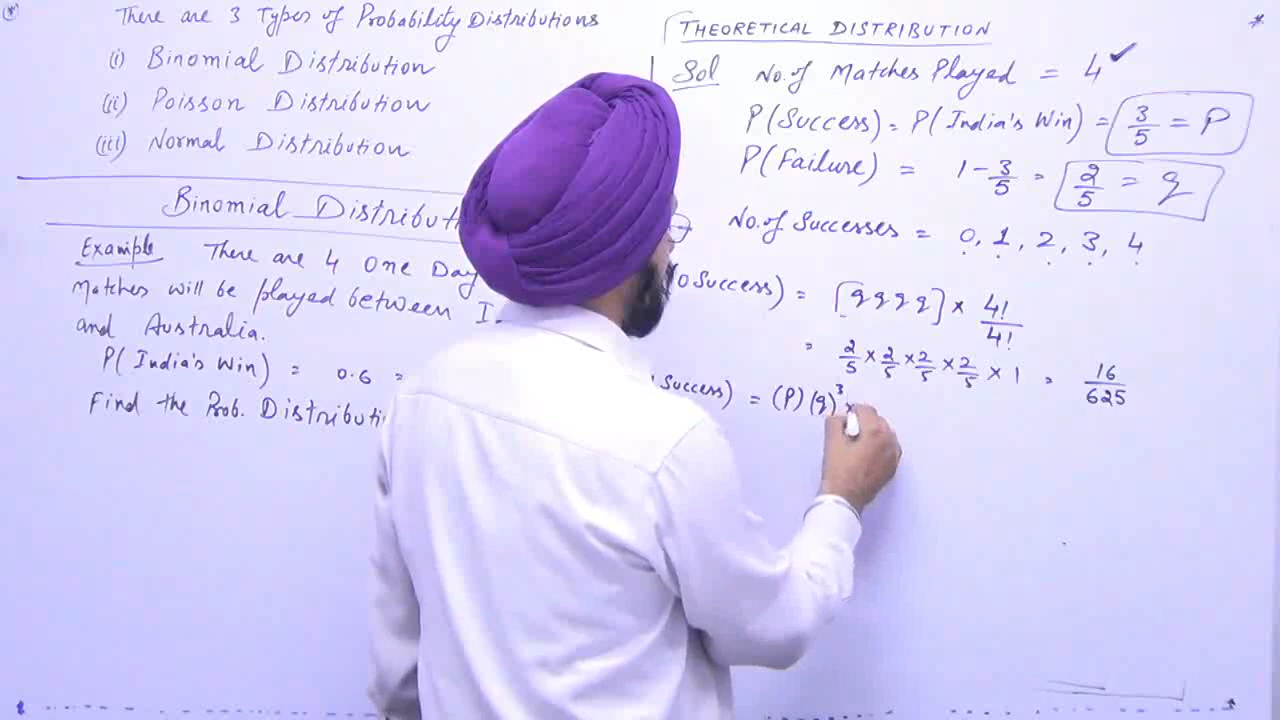 There are 3 Types of Probability Distributions
(i) Binomial Distribution
(ii) Poisson Distribution
(iii) Normal Distribution
Binomial Distributi
Example There are 4 One Day
Matches will be played between I
and Australia.
P(India's Win) = 0.6 =
Find the Prob. Distribution
THEORETICAL DISTRIBUTION
Sol No. of Matches Played = 4 ✓
P(Success) = P(India's Win) = 3/5 = P
P(Failure) = 1 - 3/5 = 2/5 = q
No. of Successes = 0, 1, 2, 3, 4
0 Success) = [q q q q] × 4!/4!
= 2/5 × 2/5 × 2/5 × 2/5 × 1 = 16/625
Success) = (P) (q)³ ×